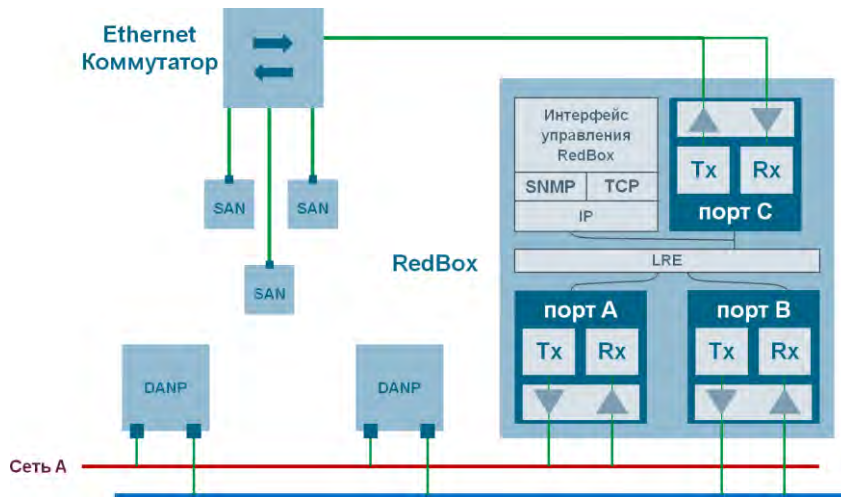 Ethernet
Коммутатор
Интерфейс
управления
RedBox
SNMP TCP
IP
Tx Rx
порт C
SAN SAN
SAN
RedBox
LRE
порт A порт B
Tx Rx Tx Rx
DANP DANP
Сеть А